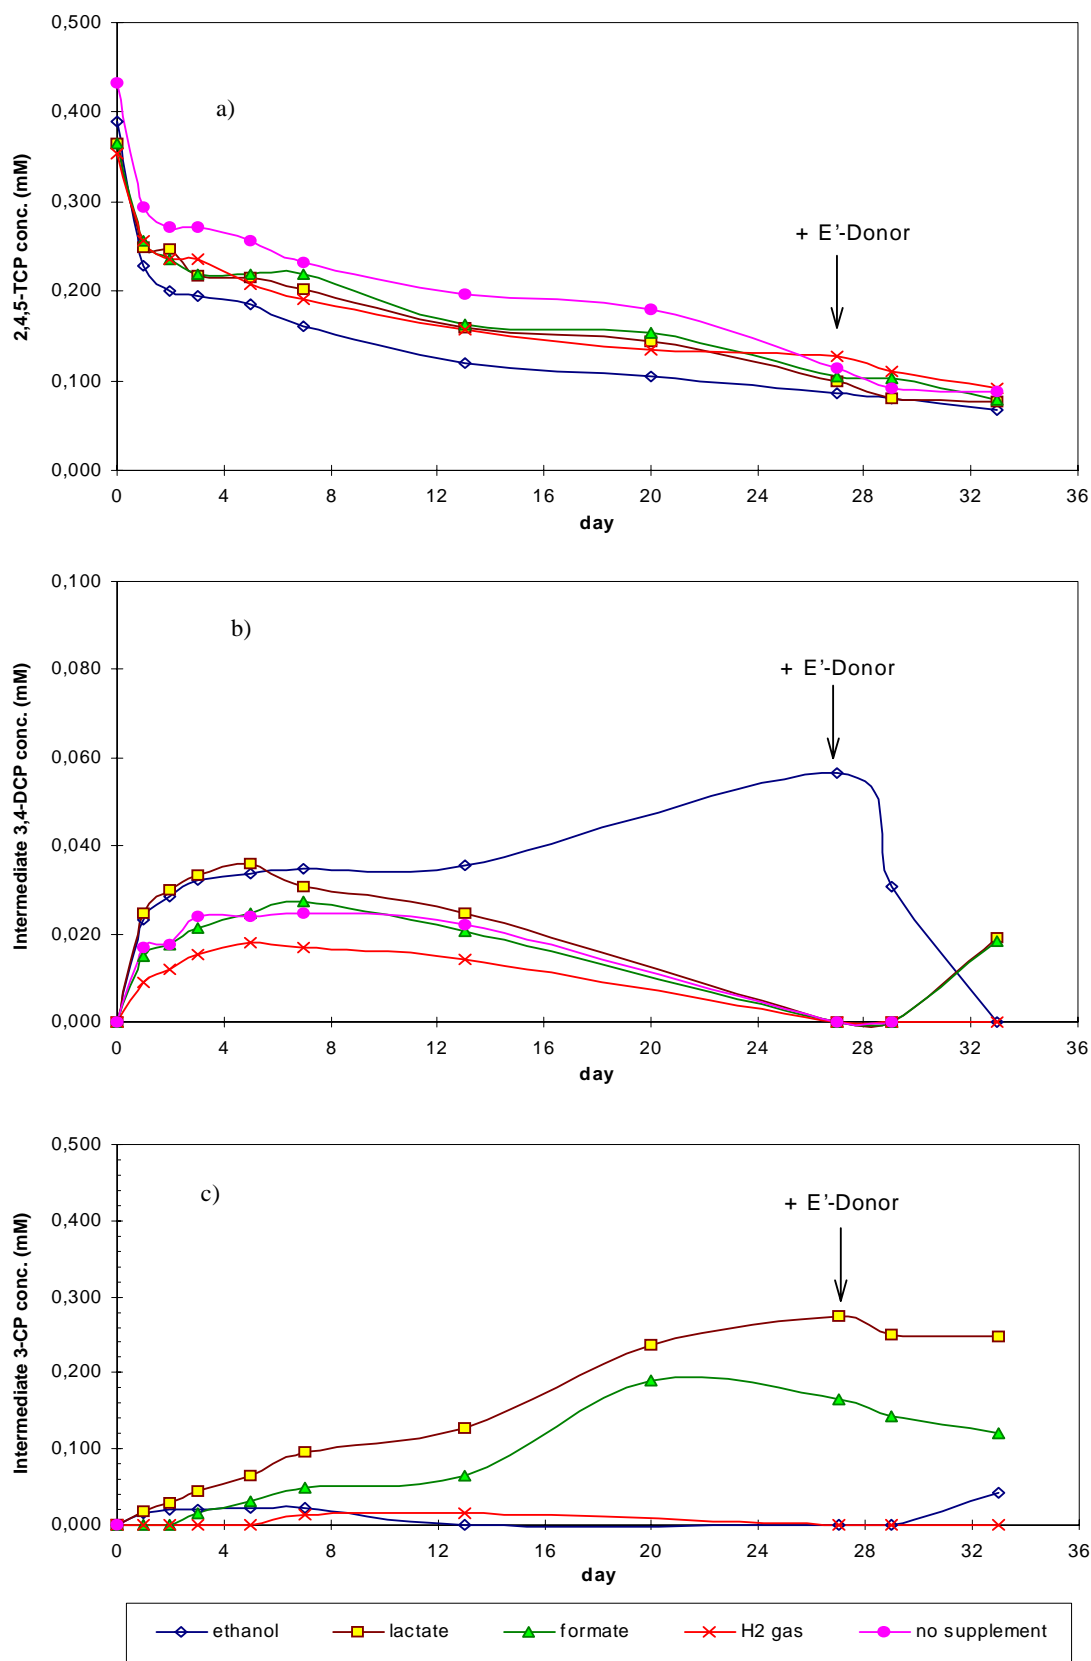 0,500
0,400
0,300
0,200
0,100
0,000
2,4,5-TCP conc. (mM)
a)
+ E'-Donor
0 4 8 12 16 20 24 28 32 36
day
0,100
0,080
0,060
0,040
0,020
0,000
Intermediate 3,4-DCP conc. (mM)
b)
+ E'-Donor
0 4 8 12 16 20 24 28 32 36
day
0,500
0,400
0,300
0,200
0,100
0,000
Intermediate 3-CP conc. (mM)
c)
+ E'-Donor
0 4 8 12 16 20 24 28 32 36
day
ethanol lactate formate H2 gas no supplement